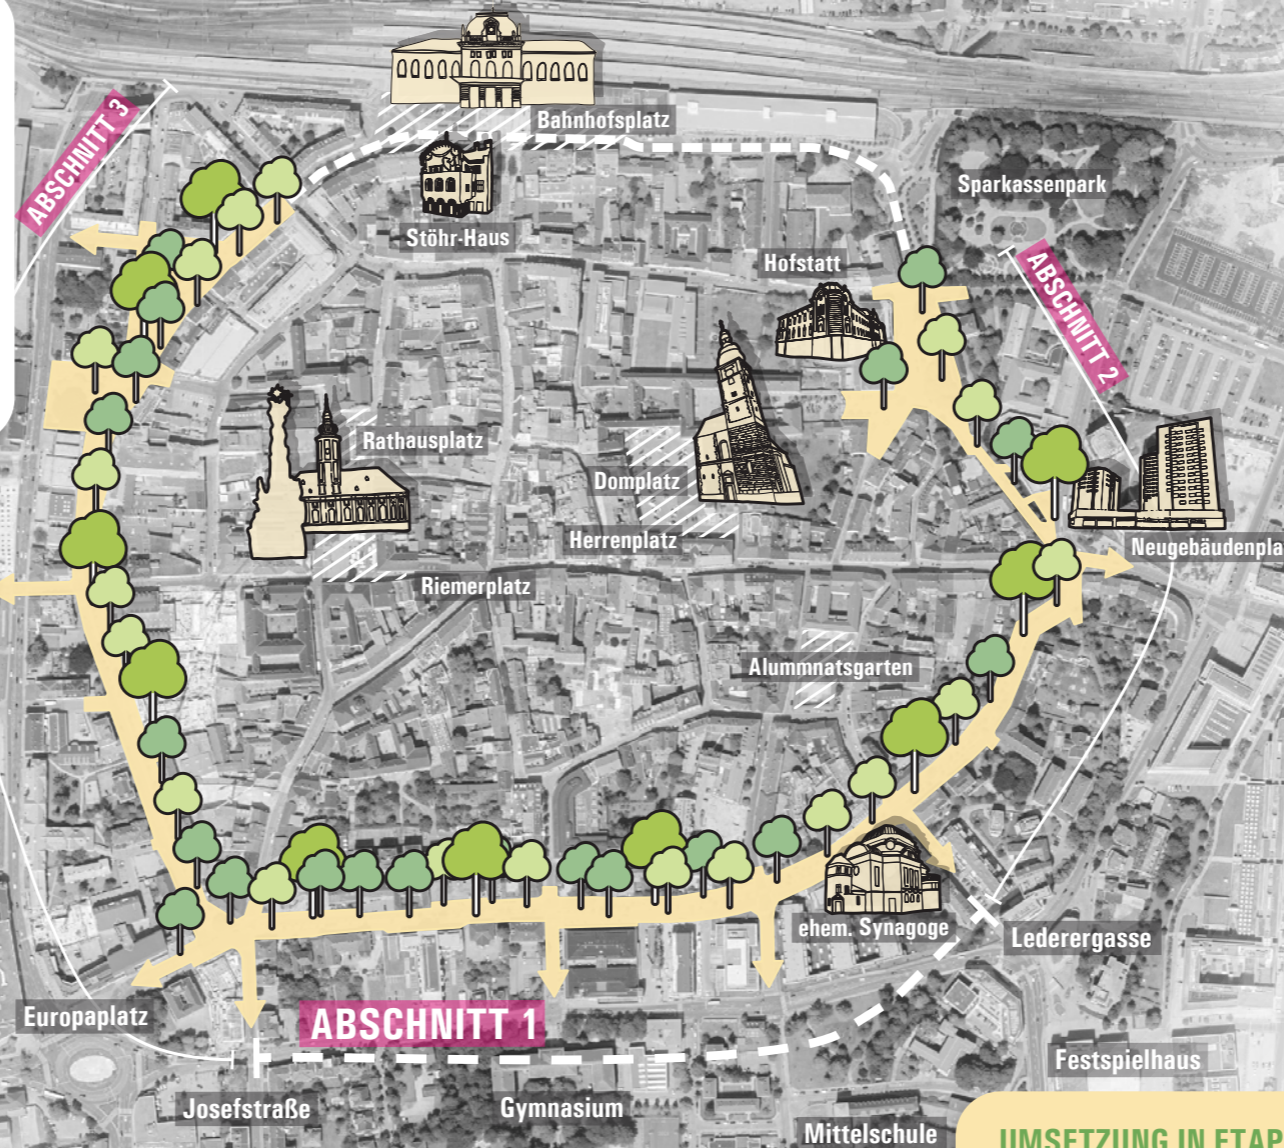 ABSCHNITT 3
Bahnhofsplatz
Sparkassenpark
Stöhr-Haus
Hofstatt
ABSCHNITT 2
Rathausplatz
Domplatz
Herrenplatz
Neugebäudenpla
Riemerplatz
Alummnatsgarten
ehem. Synagoge
Lederergasse
Europaplatz
ABSCHNITT 1
Festspielhaus
Josefstraße
Gymnasium
Mittelschule
UMSETZUNG IN ETAP